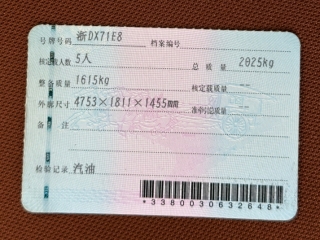 号牌号码 浙DX71E8 档案编号
核定载人数 5人 总质量 2025kg
整备质量 1615kg 核定载质量 --
外廓尺寸 4753×1811×1455mm 准牵引总质量 --
备注
检验记录 汽油
*3380030632648*